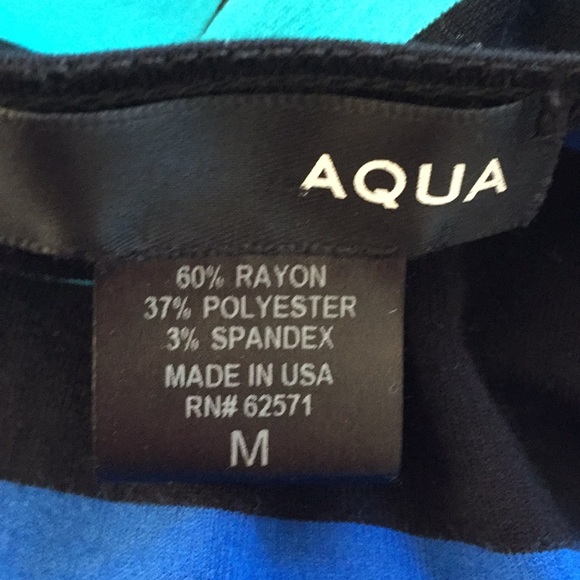 AQUA
60% RAYON
37% POLYESTER
3% SPANDEX
MADE IN USA
RN# 62571
M